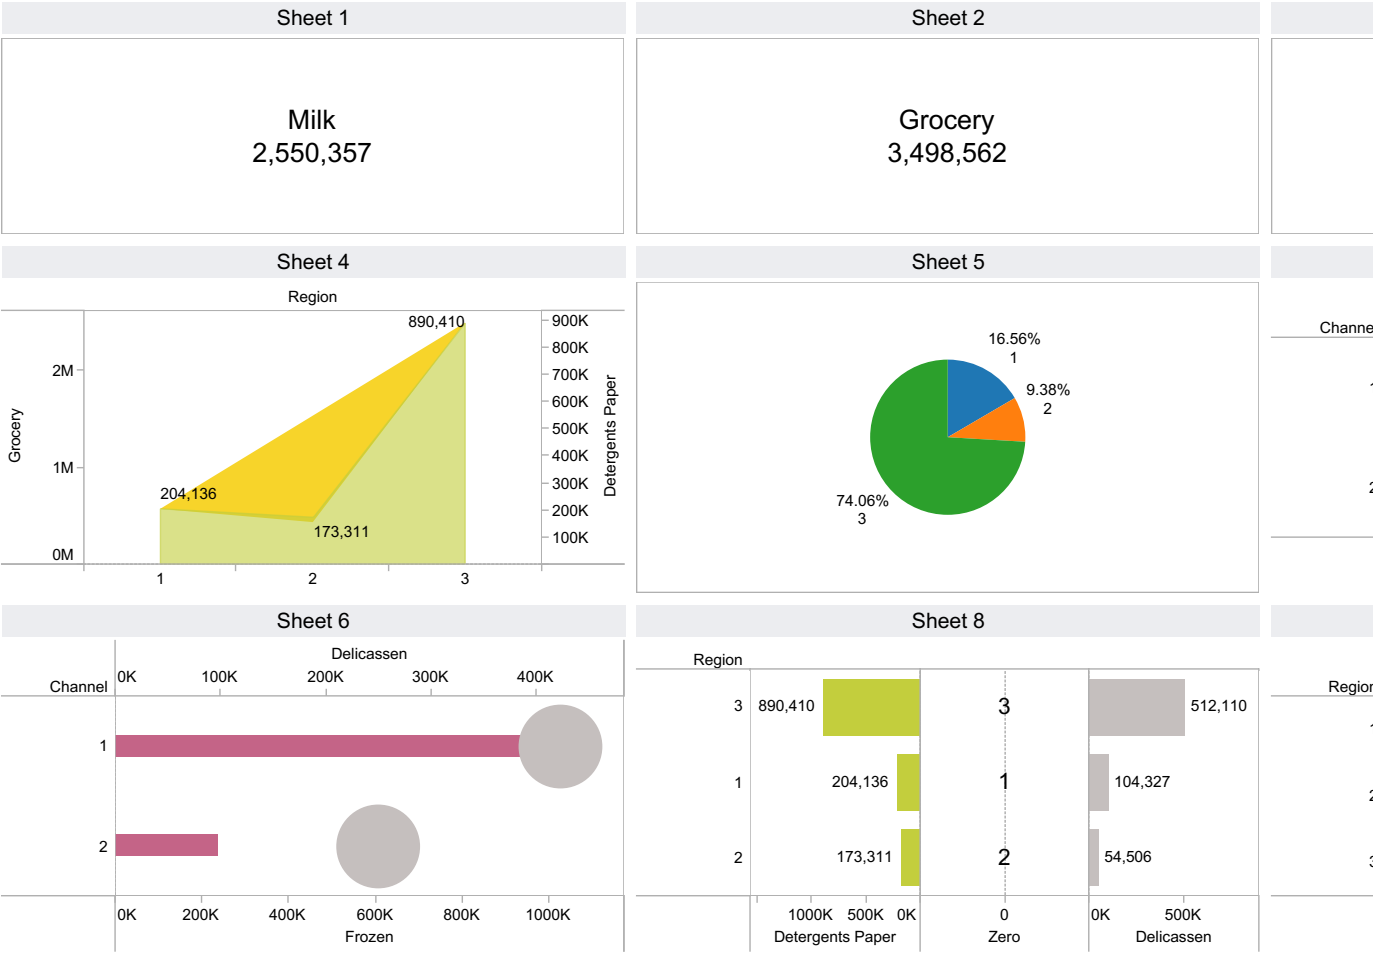 Sheet 1
Sheet 2
Milk
2,550,357
Grocery
3,498,562
Sheet 4
Region
Grocery
2M
1M
0M
890,410
204,136
173,311
900K
800K
700K
600K
500K
400K
300K
200K
100K
Detergents Paper
1 2 3
Sheet 5
16.56%
1
9.38%
2
74.06%
3
Channe
Sheet 6
Delicassen
0K 100K 200K 300K 400K
Channel
1
2
0K 200K 400K 600K 800K 1000K
Frozen
Sheet 8
Region
3 890,410 3 512,110
1 204,136 1 104,327
2 173,311 2 54,506
1000K 500K 0K 0 0K 500K
Detergents Paper Zero Delicassen
Region